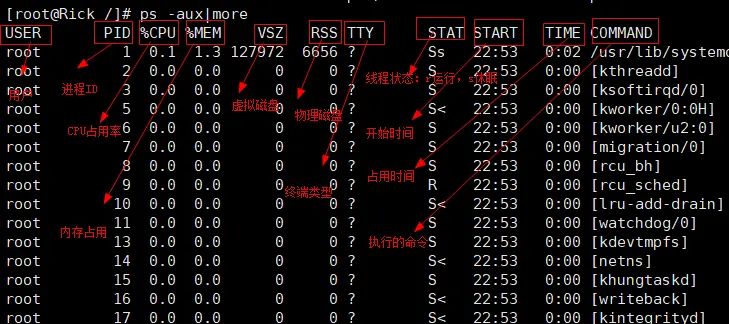 [root@Rick /]# ps -aux|more
USER PID %CPU %MEM VSZ RSS TTY STAT START TIME COMMAND
root 1 0.1 1.3 127972 6656 ? Ss 22:53 0:02 /usr/lib/systemd
root 2 0.0 0.0 0 0 ? S 22:53 0:00 [kthreadd]
root 3 0.0 0.0 0 0 ? S 22:53 0:00 [ksoftirqd/0]
root 5 0.0 0.0 0 0 ? S< 22:53 0:00 [kworker/0:0H]
root 6 0.0 0.0 0 0 ? S 22:53 0:00 [kworker/u2:0]
root 7 0.0 0.0 0 0 ? S 22:53 0:00 [migration/0]
root 8 0.0 0.0 0 0 ? S 22:53 0:00 [rcu_bh]
root 9 0.0 0.0 0 0 ? R 22:53 0:00 [rcu_sched]
root 10 0.0 0.0 0 0 ? S< 22:53 0:00 [lru-add-drain]
root 11 0.0 0.0 0 0 ? S 22:53 0:00 [watchdog/0]
root 13 0.0 0.0 0 0 ? S 22:53 0:00 [kdevtmpfs]
root 14 0.0 0.0 0 0 ? S< 22:53 0:00 [netns]
root 15 0.0 0.0 0 0 ? S 22:53 0:00 [khungtaskd]
root 16 0.0 0.0 0 0 ? S< 22:53 0:00 [writeback]
root 17 0.0 0.0 0 0 ? S< 22:53 0:00 [kintegrityd]
用户
进程ID
CPU占用率
内存占用
虚拟磁盘
物理磁盘
终端类型
线程状态：r运行，s休眠
开始时间
占用时间
执行的命令